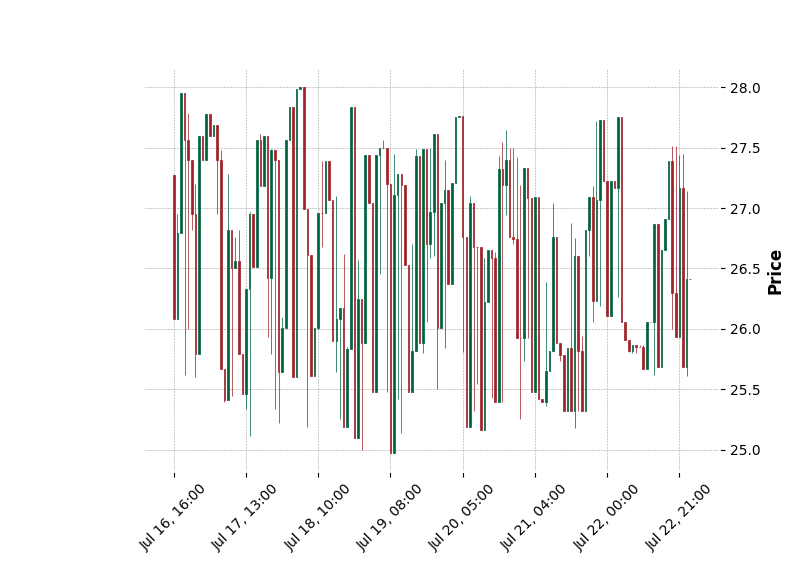 28.0
27.5
27.0
26.5
26.0
25.5
25.0
Price
Jul 16, 16:00
Jul 17, 13:00
Jul 18, 10:00
Jul 19, 08:00
Jul 20, 05:00
Jul 21, 04:00
Jul 22, 00:00
Jul 22, 21:00